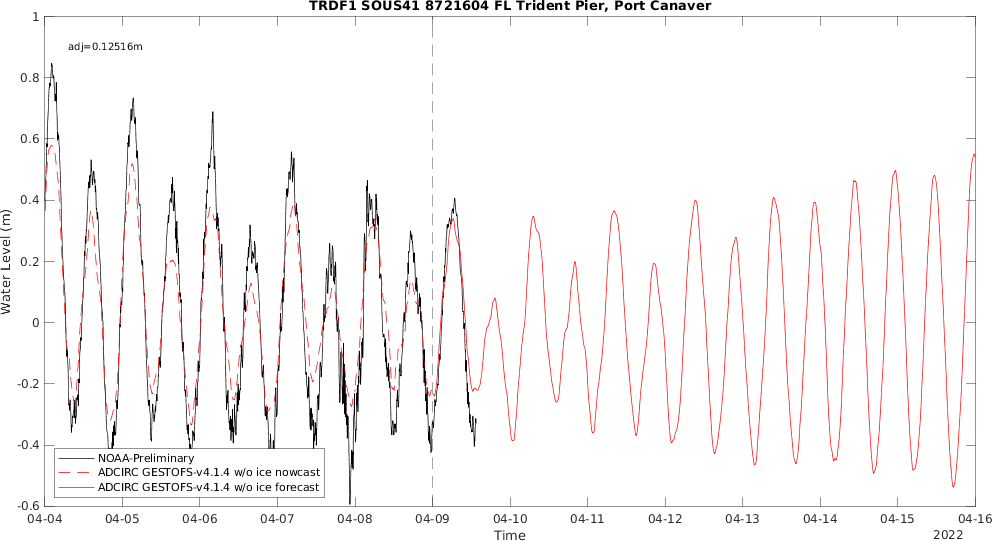 TRDF1 SOUS41 8721604 FL Trident Pier, Port Canaver
adj=0.12516m
1
0.8
0.6
0.4
0.2
0
-0.2
-0.4
-0.6
Water Level (m)
NOAA-Preliminary
ADCIRC GESTOFS-v4.1.4 w/o ice nowcast
ADCIRC GESTOFS-v4.1.4 w/o ice forecast
04-04 04-05 04-06 04-07 04-08 04-09 04-10 04-11 04-12 04-13 04-14 04-15 04-16
Time
2022